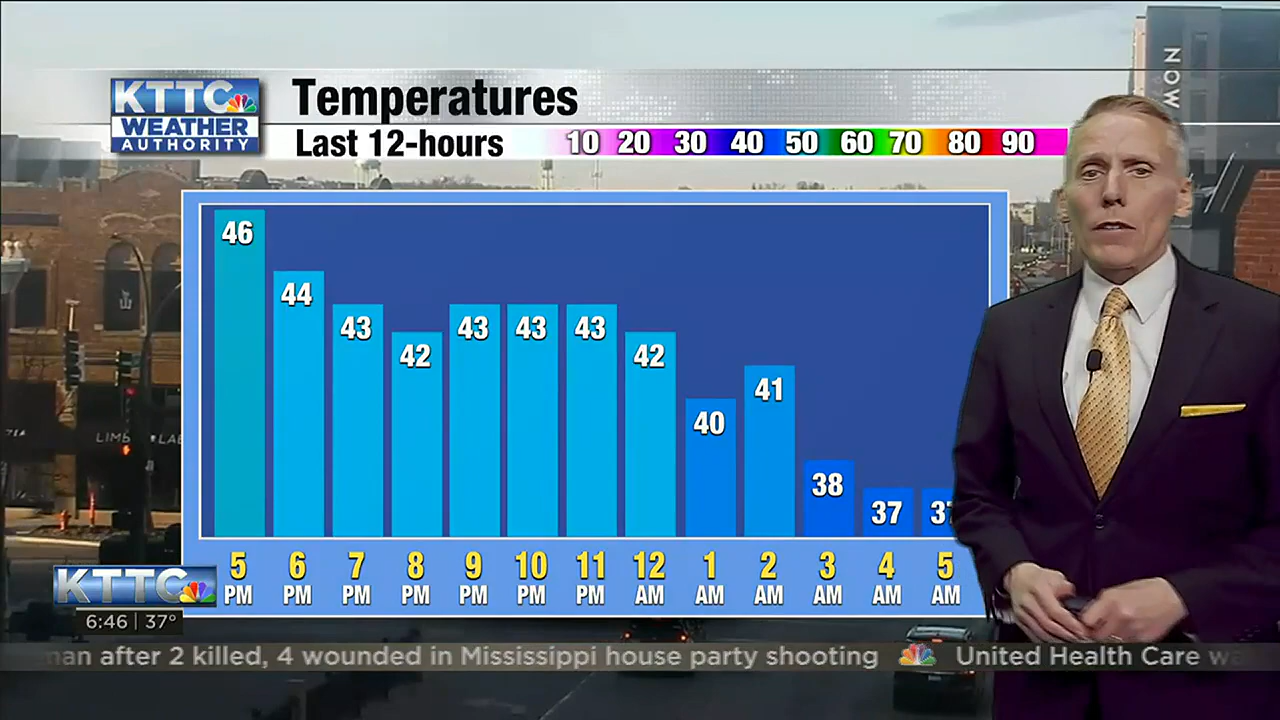 NOW
KTTC
WEATHER
AUTHORITY
Temperatures
Last 12-hours
10 20 30 40 50 60 70 80 90
46
44
43
42
43
43
43
42
40
41
38
37
LIMB LAB
5 6 7 8 9 10 11 12 1 2 3 4 5
PM PM PM PM PM PM PM AM AM AM AM AM AM
KTTC
6:46 | 37°
after 2 killed, 4 wounded in Mississippi house party shooting United Health Care